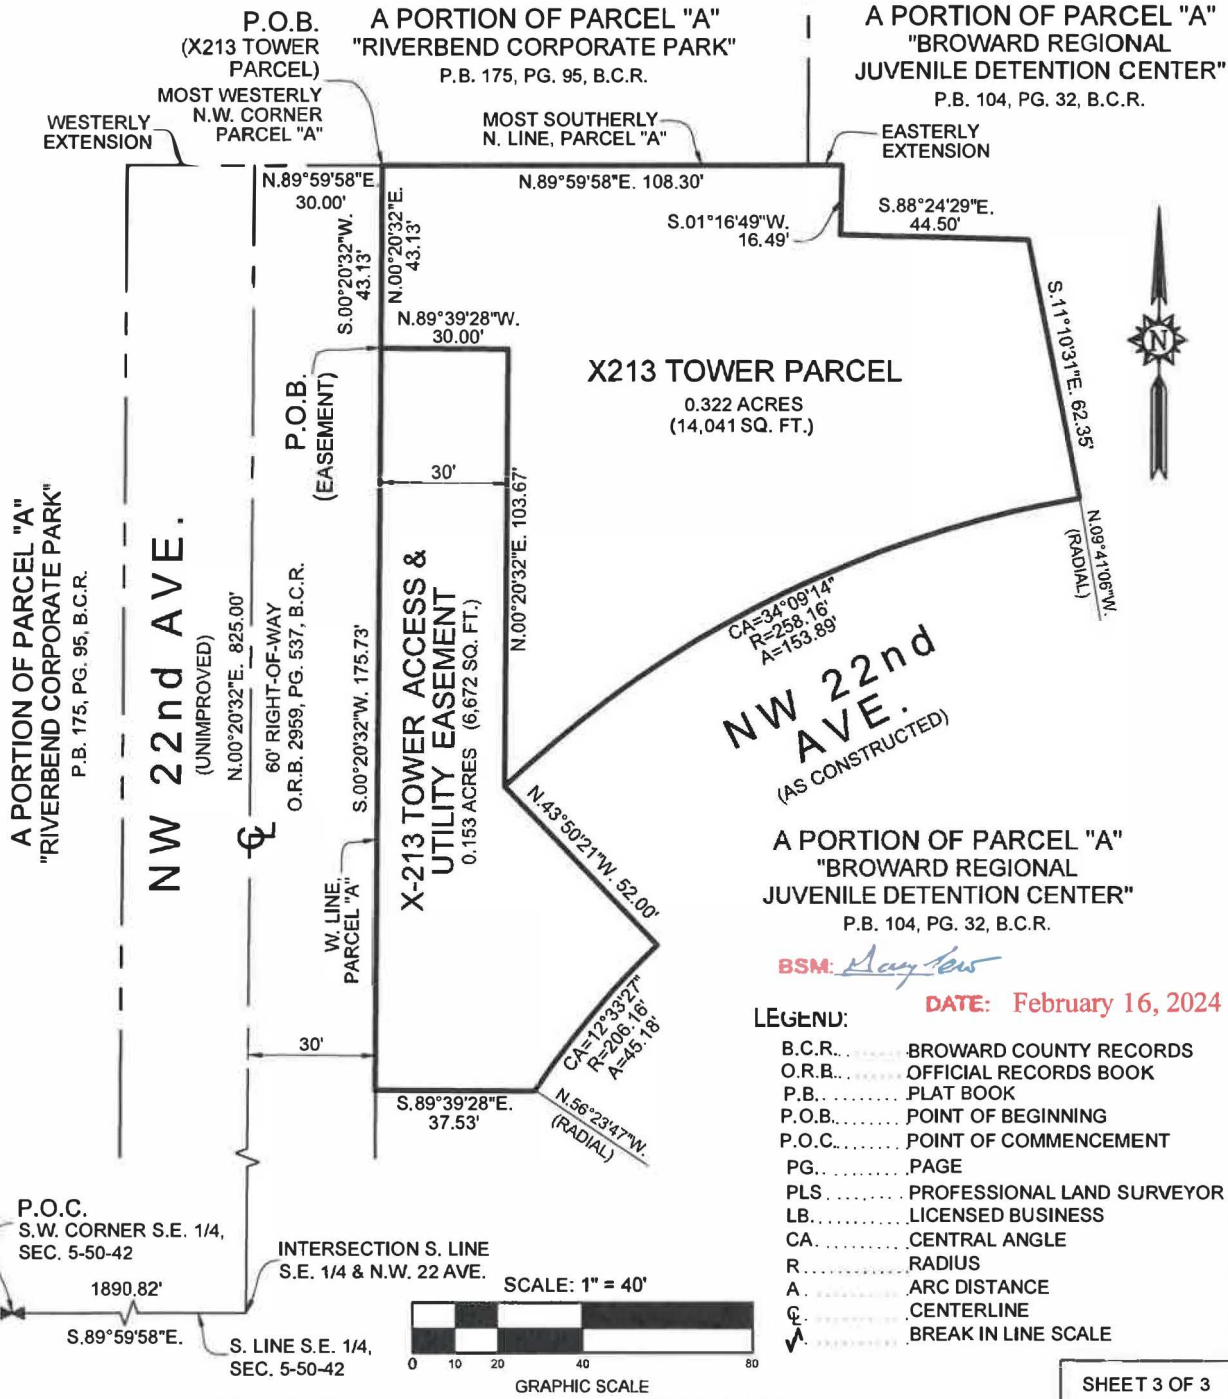 P.O.B.
(X213 TOWER
PARCEL)
A PORTION OF PARCEL "A"
"RIVERBEND CORPORATE PARK"
P.B. 175, PG. 95, B.C.R.
A PORTION OF PARCEL "A"
"BROWARD REGIONAL
JUVENILE DETENTION CENTER"
P.B. 104, PG. 32, B.C.R.
MOST WESTERLY
N.W. CORNER
PARCEL "A"
WESTERLY
EXTENSION
MOST SOUTHERLY
N. LINE, PARCEL "A"
EASTERLY
EXTENSION
N.89°59'58"E.
30.00'
N.89°59'58"E. 108.30'
S.01°16'49"W.
16.49'
S.88°24'29"E.
44.50'
S.00°20'32"W.
43.13'
N.00°20'32"E.
43.13'
N.89°39'28"W.
30.00'
S.11°10'31"E. 62.35'
N
X213 TOWER PARCEL
0.322 ACRES
(14,041 SQ. FT.)
P.O.B.
(EASEMENT)
30'
N.00°20'32"E. 103.67'
N.09°41'06"W.
(RADIAL)
A PORTION OF PARCEL "A"
"RIVERBEND CORPORATE PARK"
P.B. 175, PG. 95, B.C.R.
NW 22nd AVE.
(UNIMPROVED)
N.00°20'32"E. 825.00'
60' RIGHT-OF-WAY
O.R.B. 2959, PG. 537, B.C.R.
S.00°20'32"W. 175.73'
X-213 TOWER ACCESS &
UTILITY EASEMENT
0.153 ACRES (6,672 SQ. FT.)
CA=34°09'14"
R=258.16'
A=153.89'
NW 22nd
AVE.
(AS CONSTRUCTED)
W. LINE,
PARCEL "A"
N.43°50'21"W. 52.00'
A PORTION OF PARCEL "A"
"BROWARD REGIONAL
JUVENILE DETENTION CENTER"
P.B. 104, PG. 32, B.C.R.
BSM:
DATE: February 16, 2024
CA=12°33'27"
R=206.16'
A=45.18'
30'
S.89°39'28"E.
37.53'
N.56°23'47"W.
(RADIAL)
LEGEND:
B.C.R. BROWARD COUNTY RECORDS
O.R.B. OFFICIAL RECORDS BOOK
P.B. PLAT BOOK
P.O.B. POINT OF BEGINNING
P.O.C. POINT OF COMMENCEMENT
PG. PAGE
PLS PROFESSIONAL LAND SURVEYOR
LB. LICENSED BUSINESS
CA. CENTRAL ANGLE
R RADIUS
A. ARC DISTANCE
℄ CENTERLINE
BREAK IN LINE SCALE
P.O.C.
S.W. CORNER S.E. 1/4,
SEC. 5-50-42
1890.82'
S.89°59'58"E.
INTERSECTION S. LINE
S.E. 1/4 & N.W. 22 AVE.
S. LINE S.E. 1/4,
SEC. 5-50-42
SCALE: 1" = 40'
0 10 20 40 80
GRAPHIC SCALE
SHEET 3 OF 3